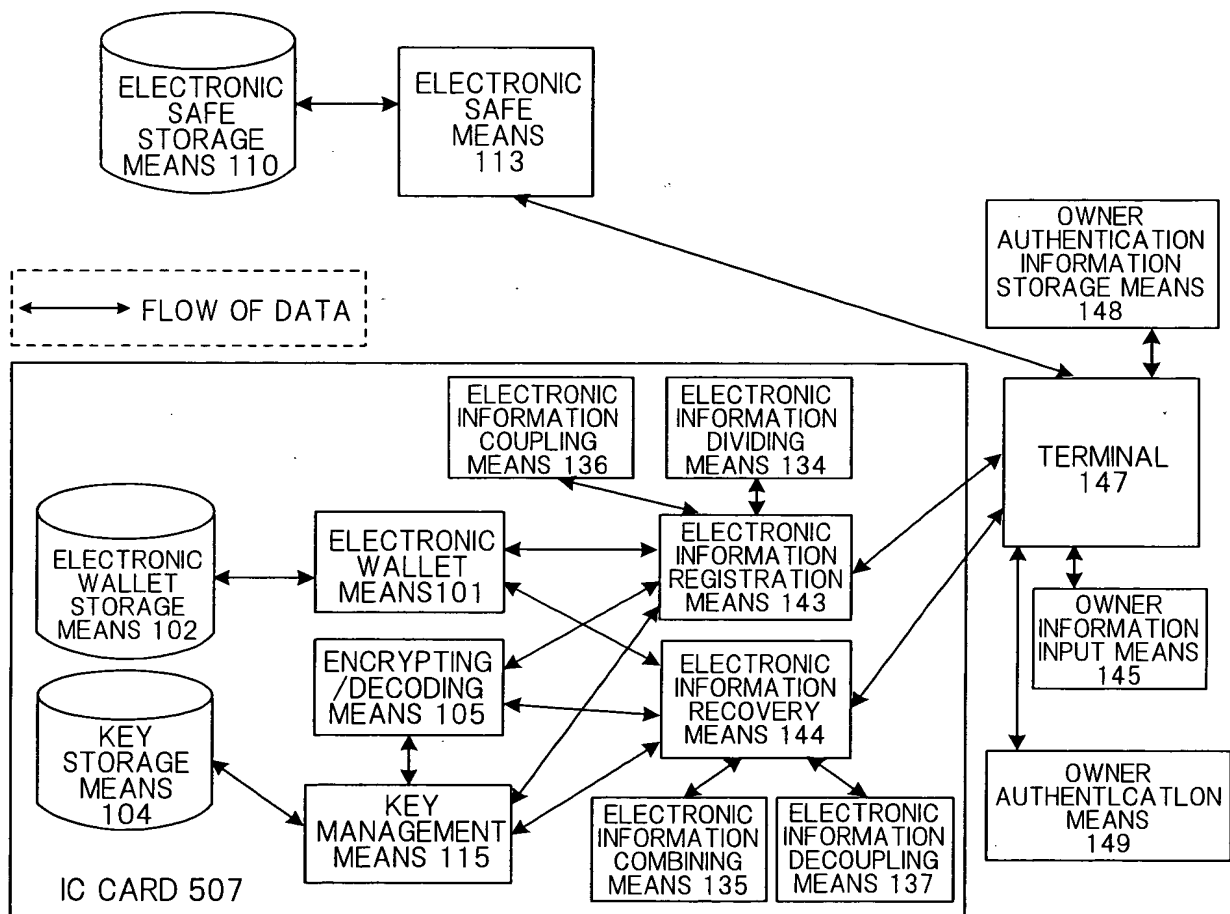 ELECTRONIC
SAFE
STORAGE
MEANS 110
ELECTRONIC
SAFE
MEANS
113
OWNER
AUTHENTICATION
INFORMATION
STORAGE MEANS
148
FLOW OF DATA
ELECTRONIC
INFORMATION
COUPLING
MEANS 136
ELECTRONIC
INFORMATION
DIVIDING
MEANS 134
TERMINAL
147
ELECTRONIC
WALLET
STORAGE
MEANS 102
ELECTRONIC
WALLET
MEANS101
ELECTRONIC
INFORMATION
REGISTRATION
MEANS 143
OWNER
INFORMATION
INPUT MEANS
145
KEY
STORAGE
MEANS
104
ENCRYPTING
/DECODING
MEANS 105
ELECTRONIC
INFORMATION
RECOVERY
MEANS 144
OWNER
AUTHENTLCATLON
MEANS
149
KEY
MANAGEMENT
MEANS 115
ELECTRONIC
INFORMATION
COMBINING
MEANS 135
ELECTRONIC
INFORMATION
DECOUPLING
MEANS 137
IC CARD 507